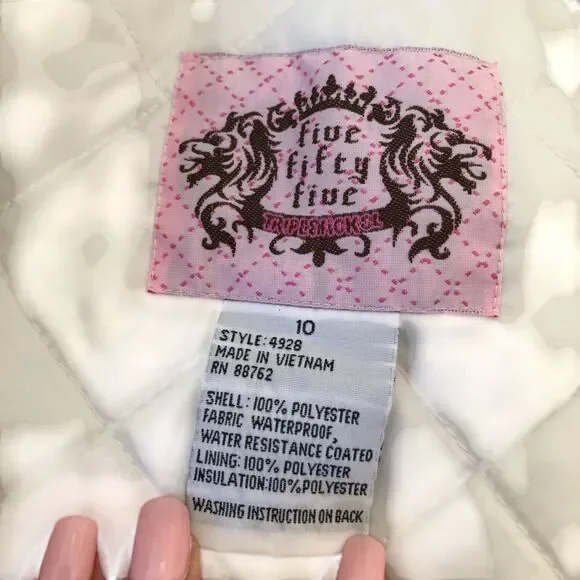 five
fifty
five
TRIPLE5HOKSL
10
STYLE: 4928
MADE IN VIETNAM
RN 88762
SHELL: 100% POLYESTER
FABRIC WATERPROOF,
WATER RESISTANCE COATED
LINING: 100% POLYESTER
INSULATION:100%POLYESTER
WASHING INSTRUCTION ON BACK